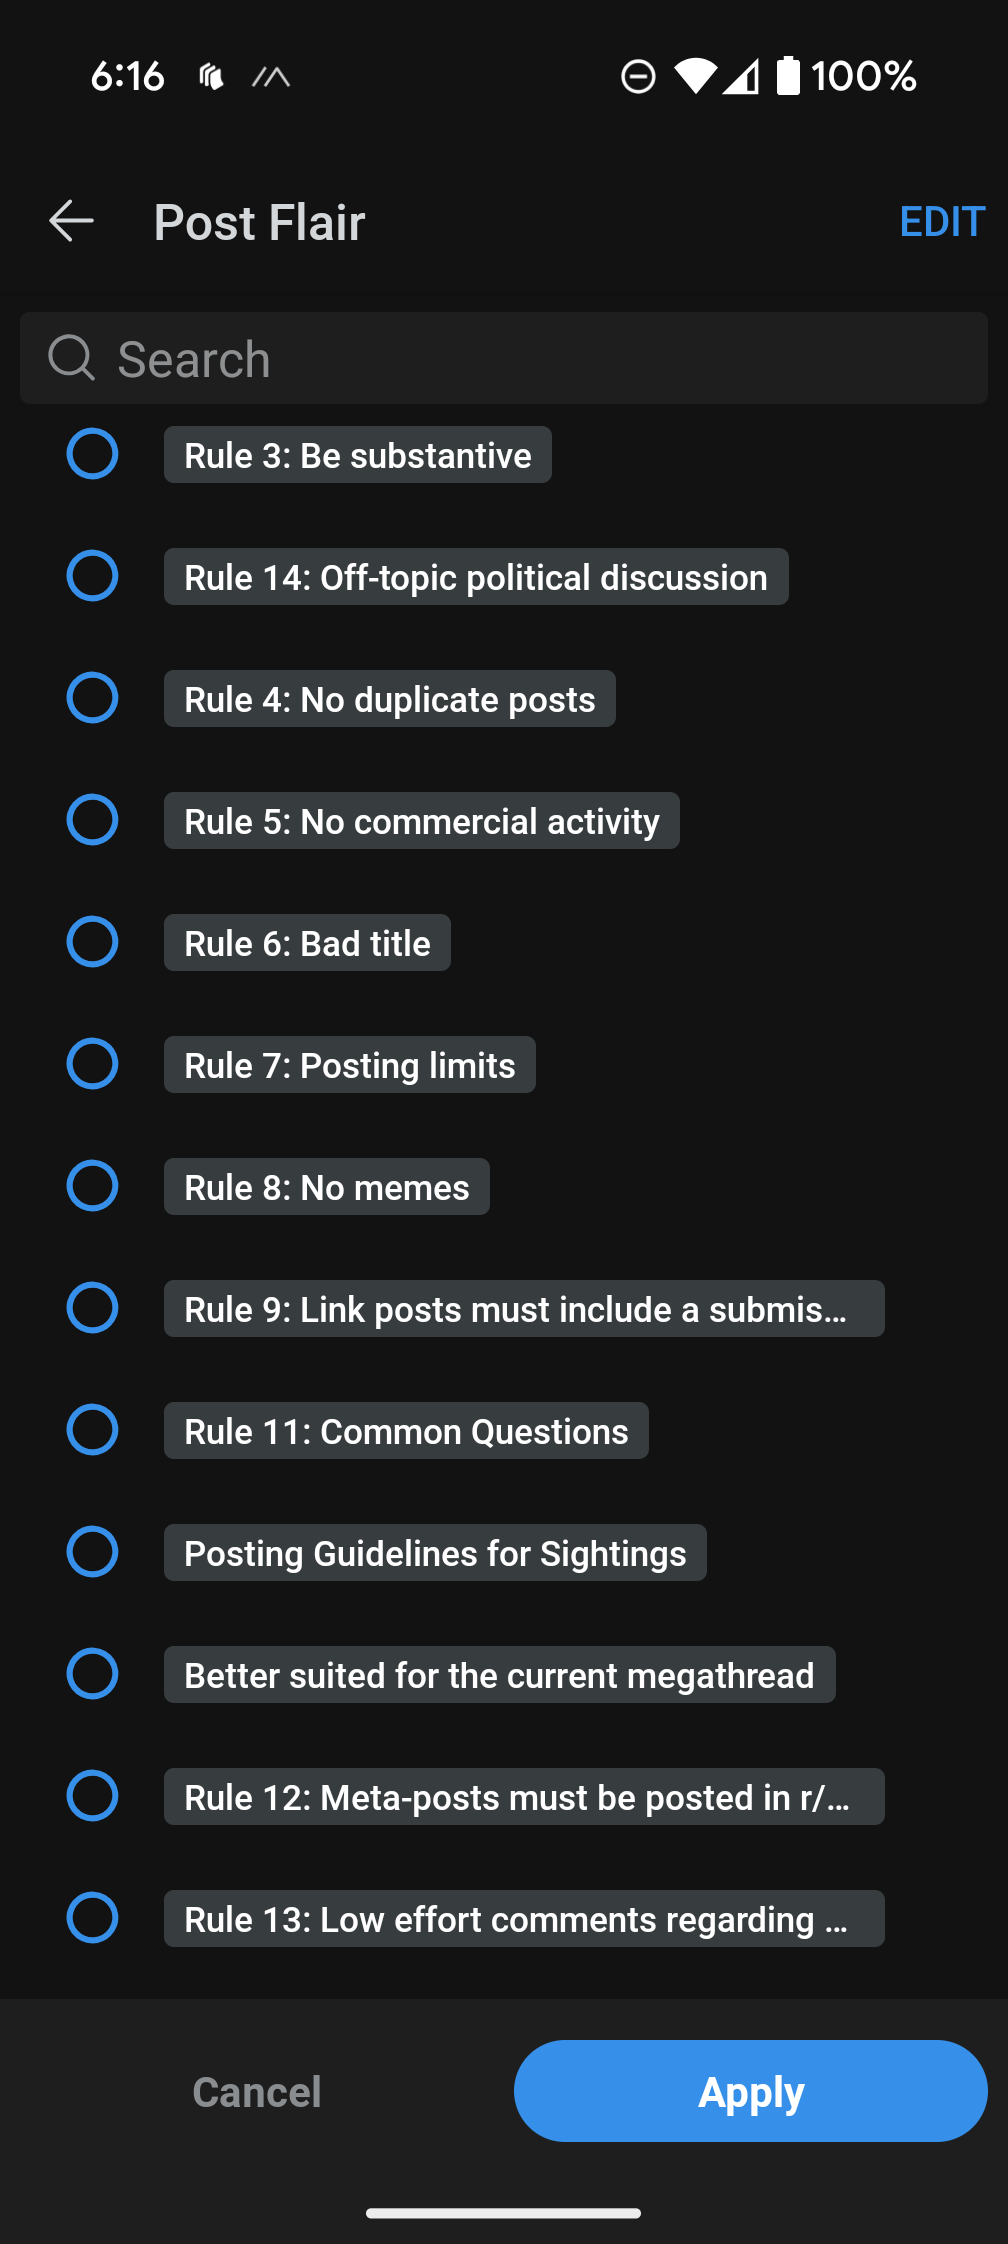 6:16 100%
Post Flair EDIT
Search
Rule 3: Be substantive
Rule 14: Off-topic political discussion
Rule 4: No duplicate posts
Rule 5: No commercial activity
Rule 6: Bad title
Rule 7: Posting limits
Rule 8: No memes
Rule 9: Link posts must include a submis...
Rule 11: Common Questions
Posting Guidelines for Sightings
Better suited for the current megathread
Rule 12: Meta-posts must be posted in r/...
Rule 13: Low effort comments regarding ...
Cancel Apply